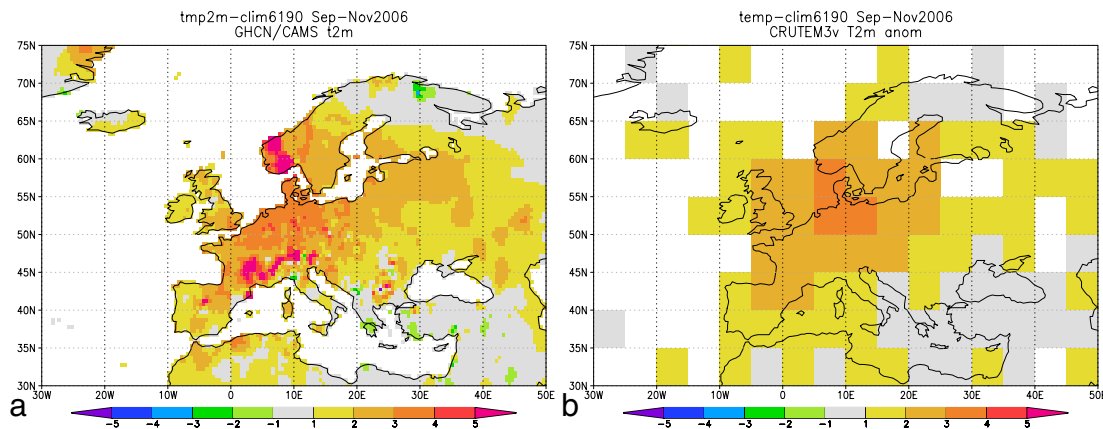 tmp2m-clim6190 Sep-Nov2006
GHCN/CAMS t2m
75N
70N
65N
60N
55N
50N
45N
40N
35N
30N
30W 20W 10W 0 10E 20E 30E 40E 50E
a
-5 -4 -3 -2 -1 1 2 3 4 5
temp-clim6190 Sep-Nov2006
CRUTEM3v T2m anom
75N
70N
65N
60N
55N
50N
45N
40N
35N
30N
30W 20W 10W 0 10E 20E 30E 40E 50E
b
-5 -4 -3 -2 -1 1 2 3 4 5